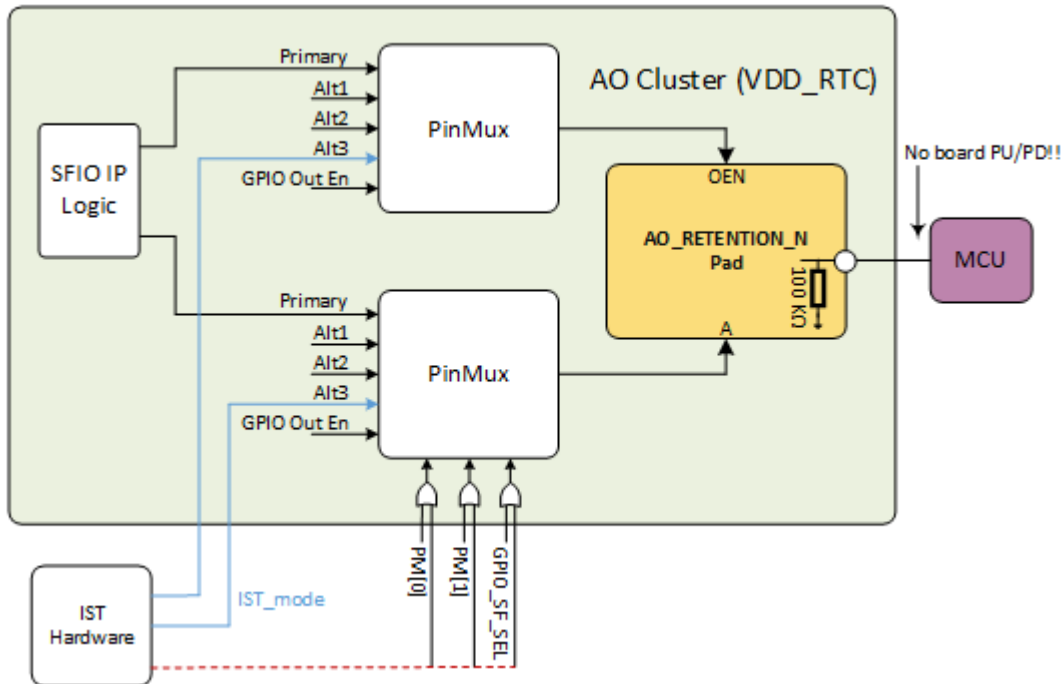 Primary
Alt1
Alt2
Alt3
GPIO Out En
PinMux
AO Cluster (VDD_RTC)
SFIO IP
Logic
No board PU/PD!!
OEN
AO_RETENTION_N
Pad
100 KΩ
A
MCU
Primary
Alt1
Alt2
Alt3
GPIO Out En
PinMux
PM[0]
PM[1]
GPIO_SF_SEL
IST_mode
IST
Hardware